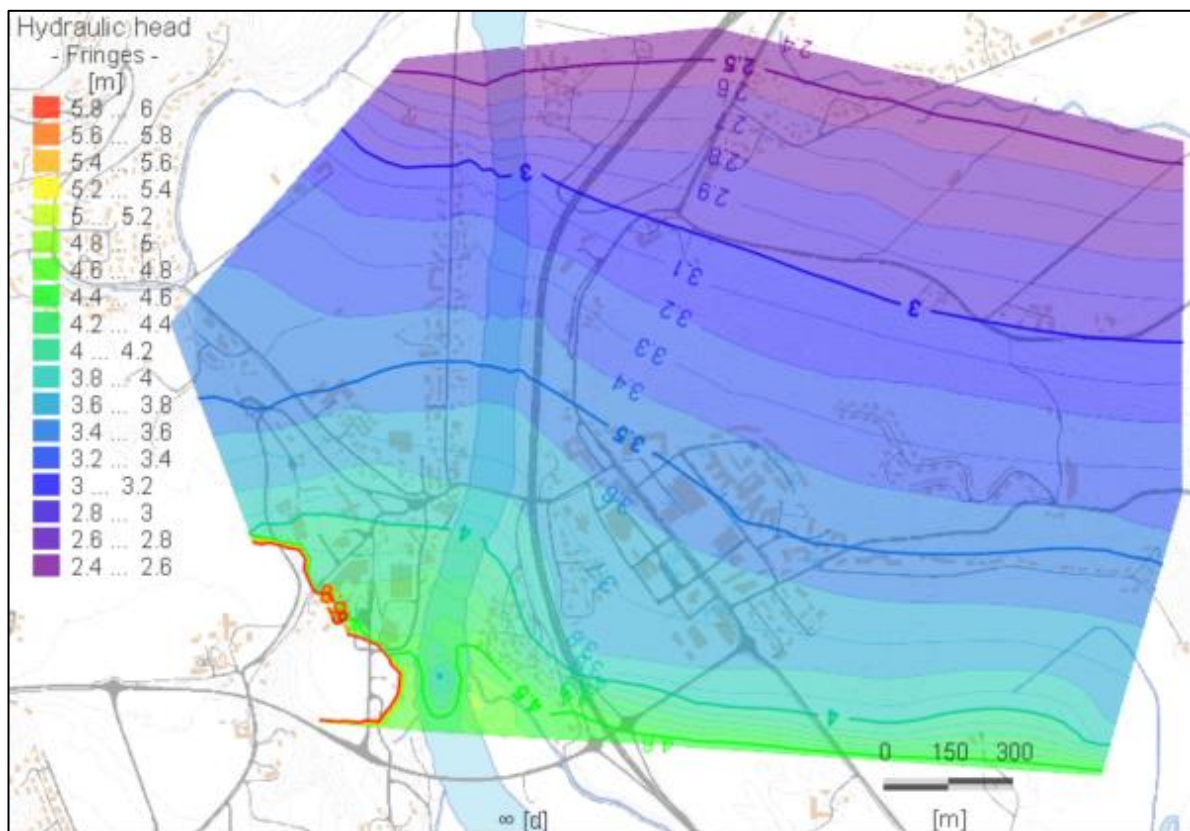 Hydraulic head
- Fringes -
[m]
5.8 ... 6
5.6 ... 5.8
5.4 ... 5.6
5.2 ... 5.4
5 ... 5.2
4.8 ... 5
4.6 ... 4.8
4.4 ... 4.6
4.2 ... 4.4
4 ... 4.2
3.8 ... 4
3.6 ... 3.8
3.4 ... 3.6
3.2 ... 3.4
3 ... 3.2
2.8 ... 3
2.6 ... 2.8
2.4 ... 2.6
2.4
2.5
2.6
2.7
2.8
2.9
3
3.1
3
3.2
3.3
3.4
3.5
3.6
3.7
4
3.8
3.9
4.5
4
0 150 300
[m]
∞ [d]